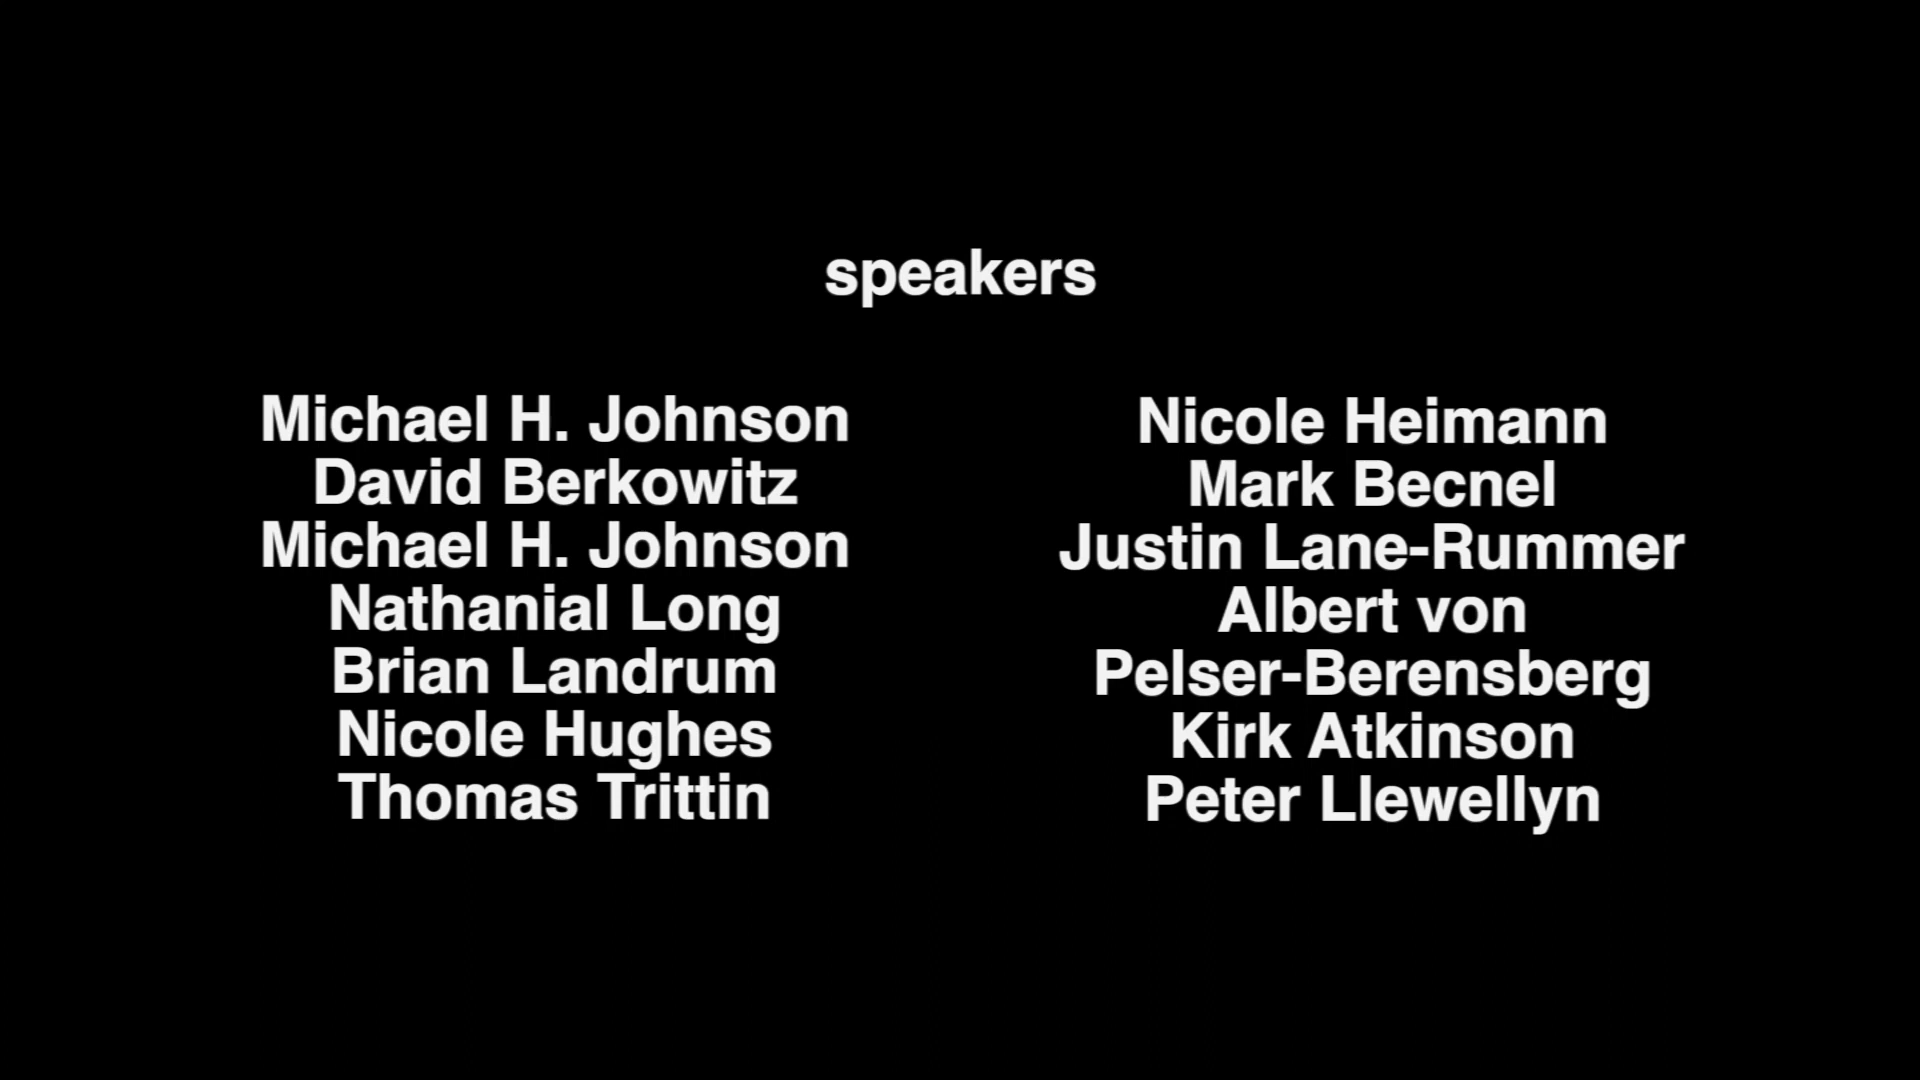 speakers
Michael H. Johnson
David Berkowitz
Michael H. Johnson
Nathanial Long
Brian Landrum
Nicole Hughes
Thomas Trittin
Nicole Heimann
Mark Becnel
Justin Lane-Rummer
Albert von
Pelser-Berensberg
Kirk Atkinson
Peter Llewellyn